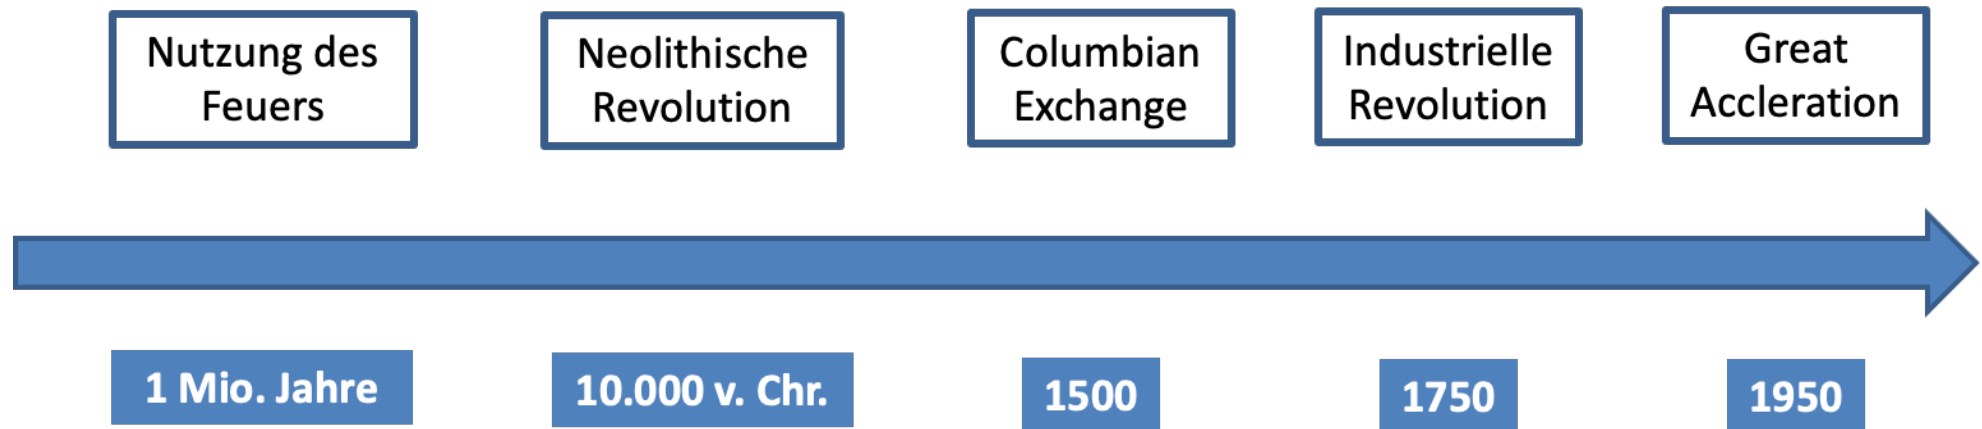 Nutzung des
Feuers
Neolithische
Revolution
Columbian
Exchange
Industrielle
Revolution
Great
Accleration
1 Mio. Jahre
10.000 v. Chr.
1500
1750
1950